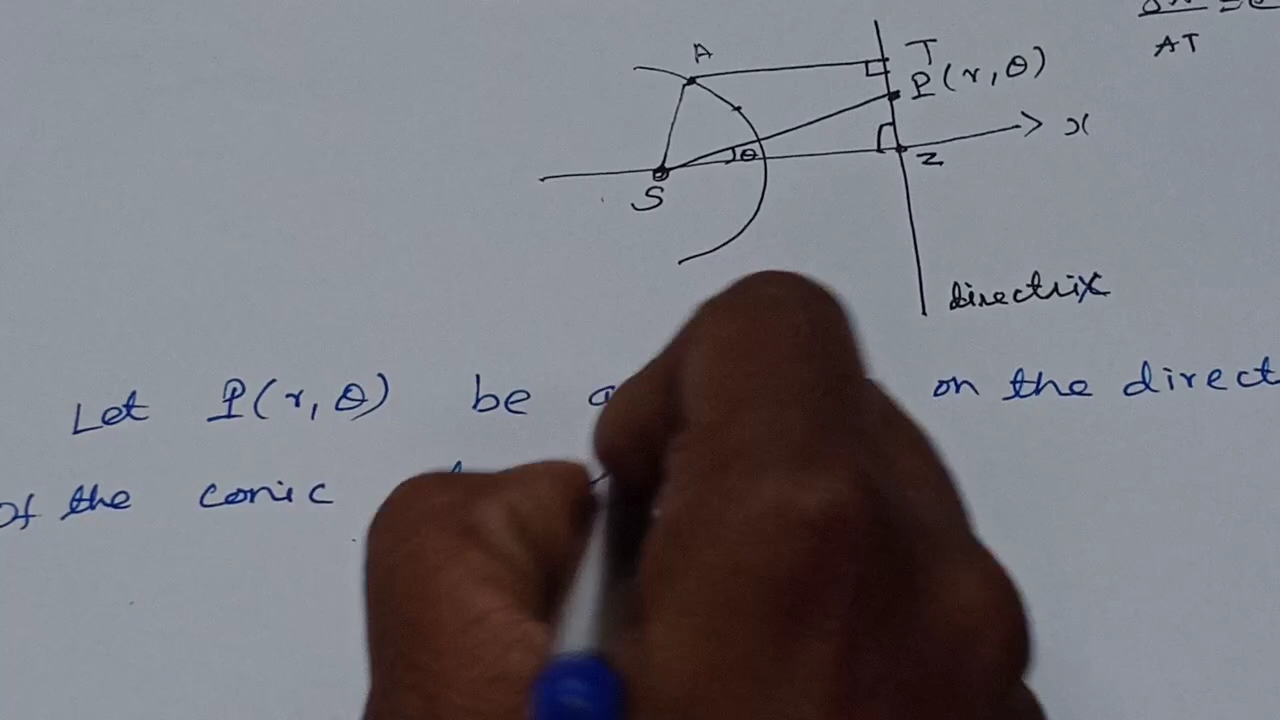 A
T
P(r, θ)
AT
θ
x
Z
S
directrix
Let P(r, θ) be on the direct
of the conic